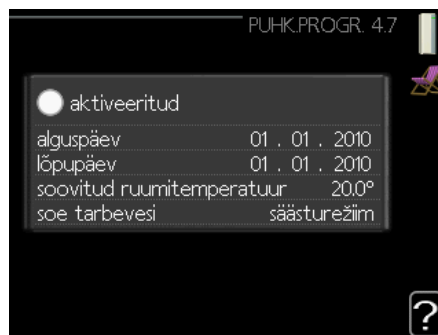 PUHK.PROGR. 4.7
aktiveeritud
alguspäev 01 . 01 . 2010
lõpupäev 01 . 01 . 2010
soovitud ruumitemperatuur 20.0°
soe tarbevesi säästurežiim
?